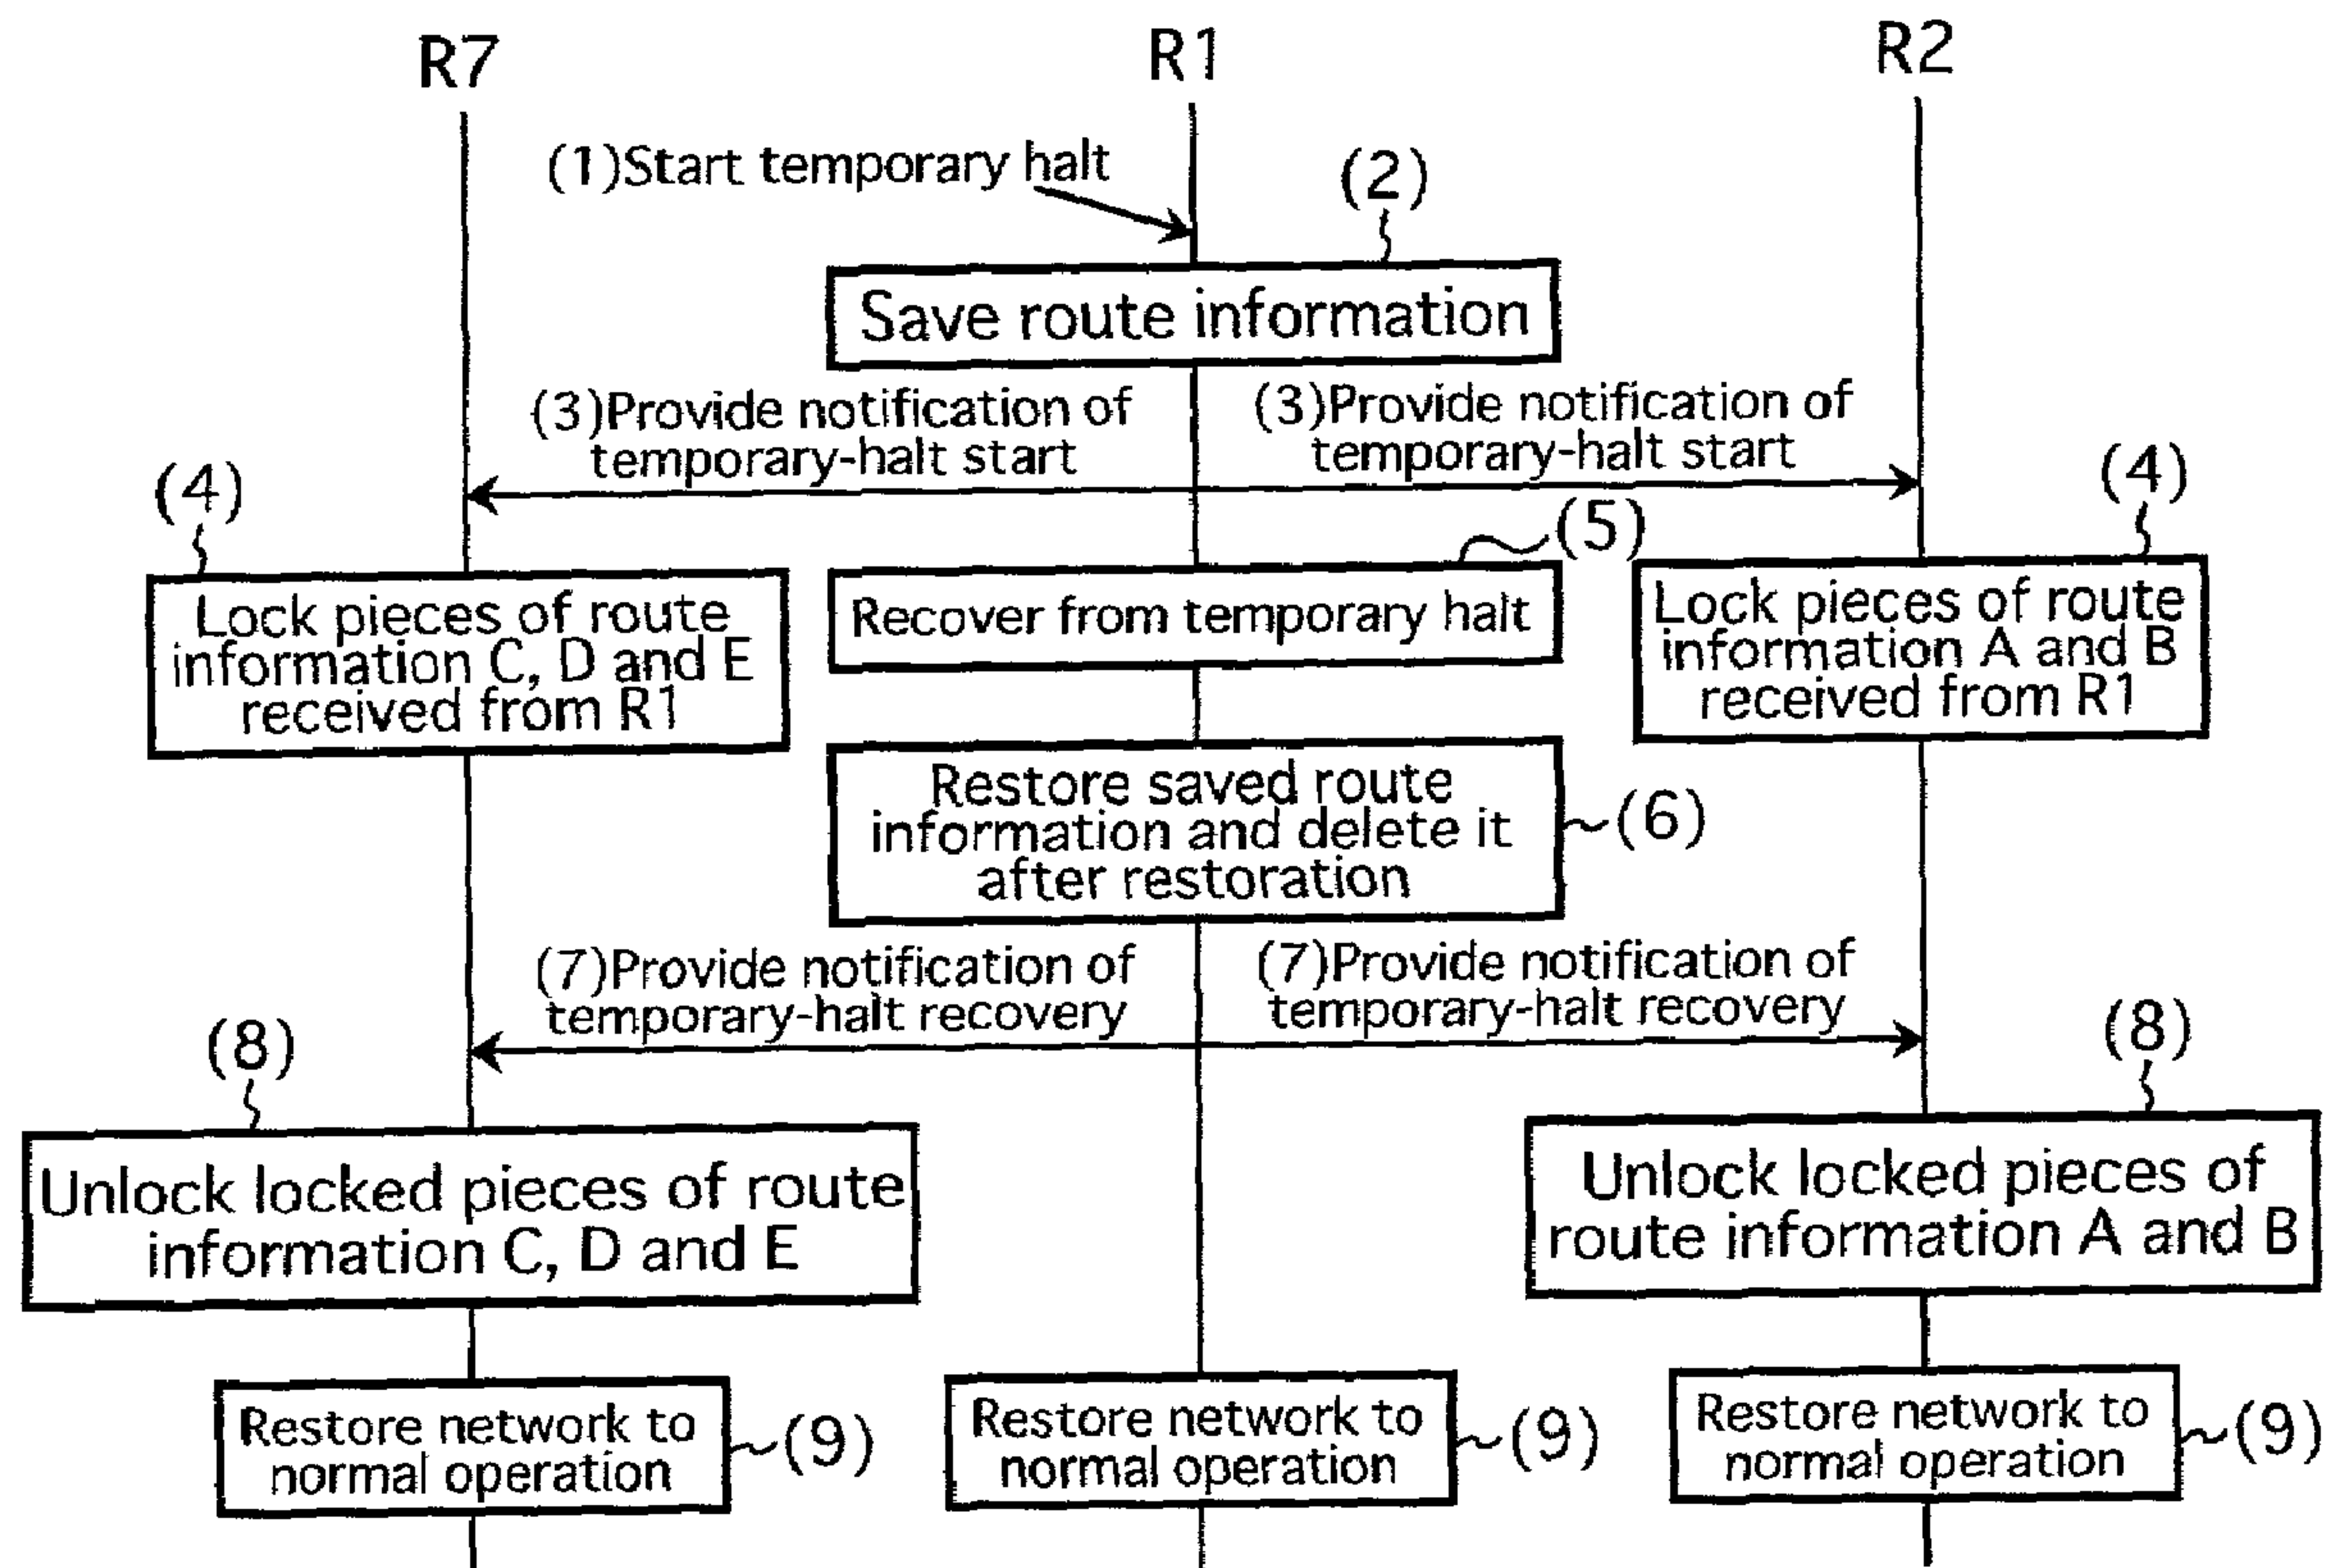 R7
R1
R2
(1)Start temporary halt
(2)
Save route information
(3)Provide notification of
temporary-halt start
(3)Provide notification of
temporary-halt start
(4)
(4)
(5)
Lock pieces of route
information C, D and E
received from R1
Recover from temporary halt
Lock pieces of route
information A and B
received from R1
Restore saved route
information and delete it
after restoration
(6)
(7)Provide notification of
temporary-halt recovery
(7)Provide notification of
temporary-halt recovery
(8)
(8)
Unlock locked pieces of route
information C, D and E
Unlock locked pieces of
route information A and B
Restore network to
normal operation
(9)
Restore network to
normal operation
(9)
Restore network to
normal operation
(9)